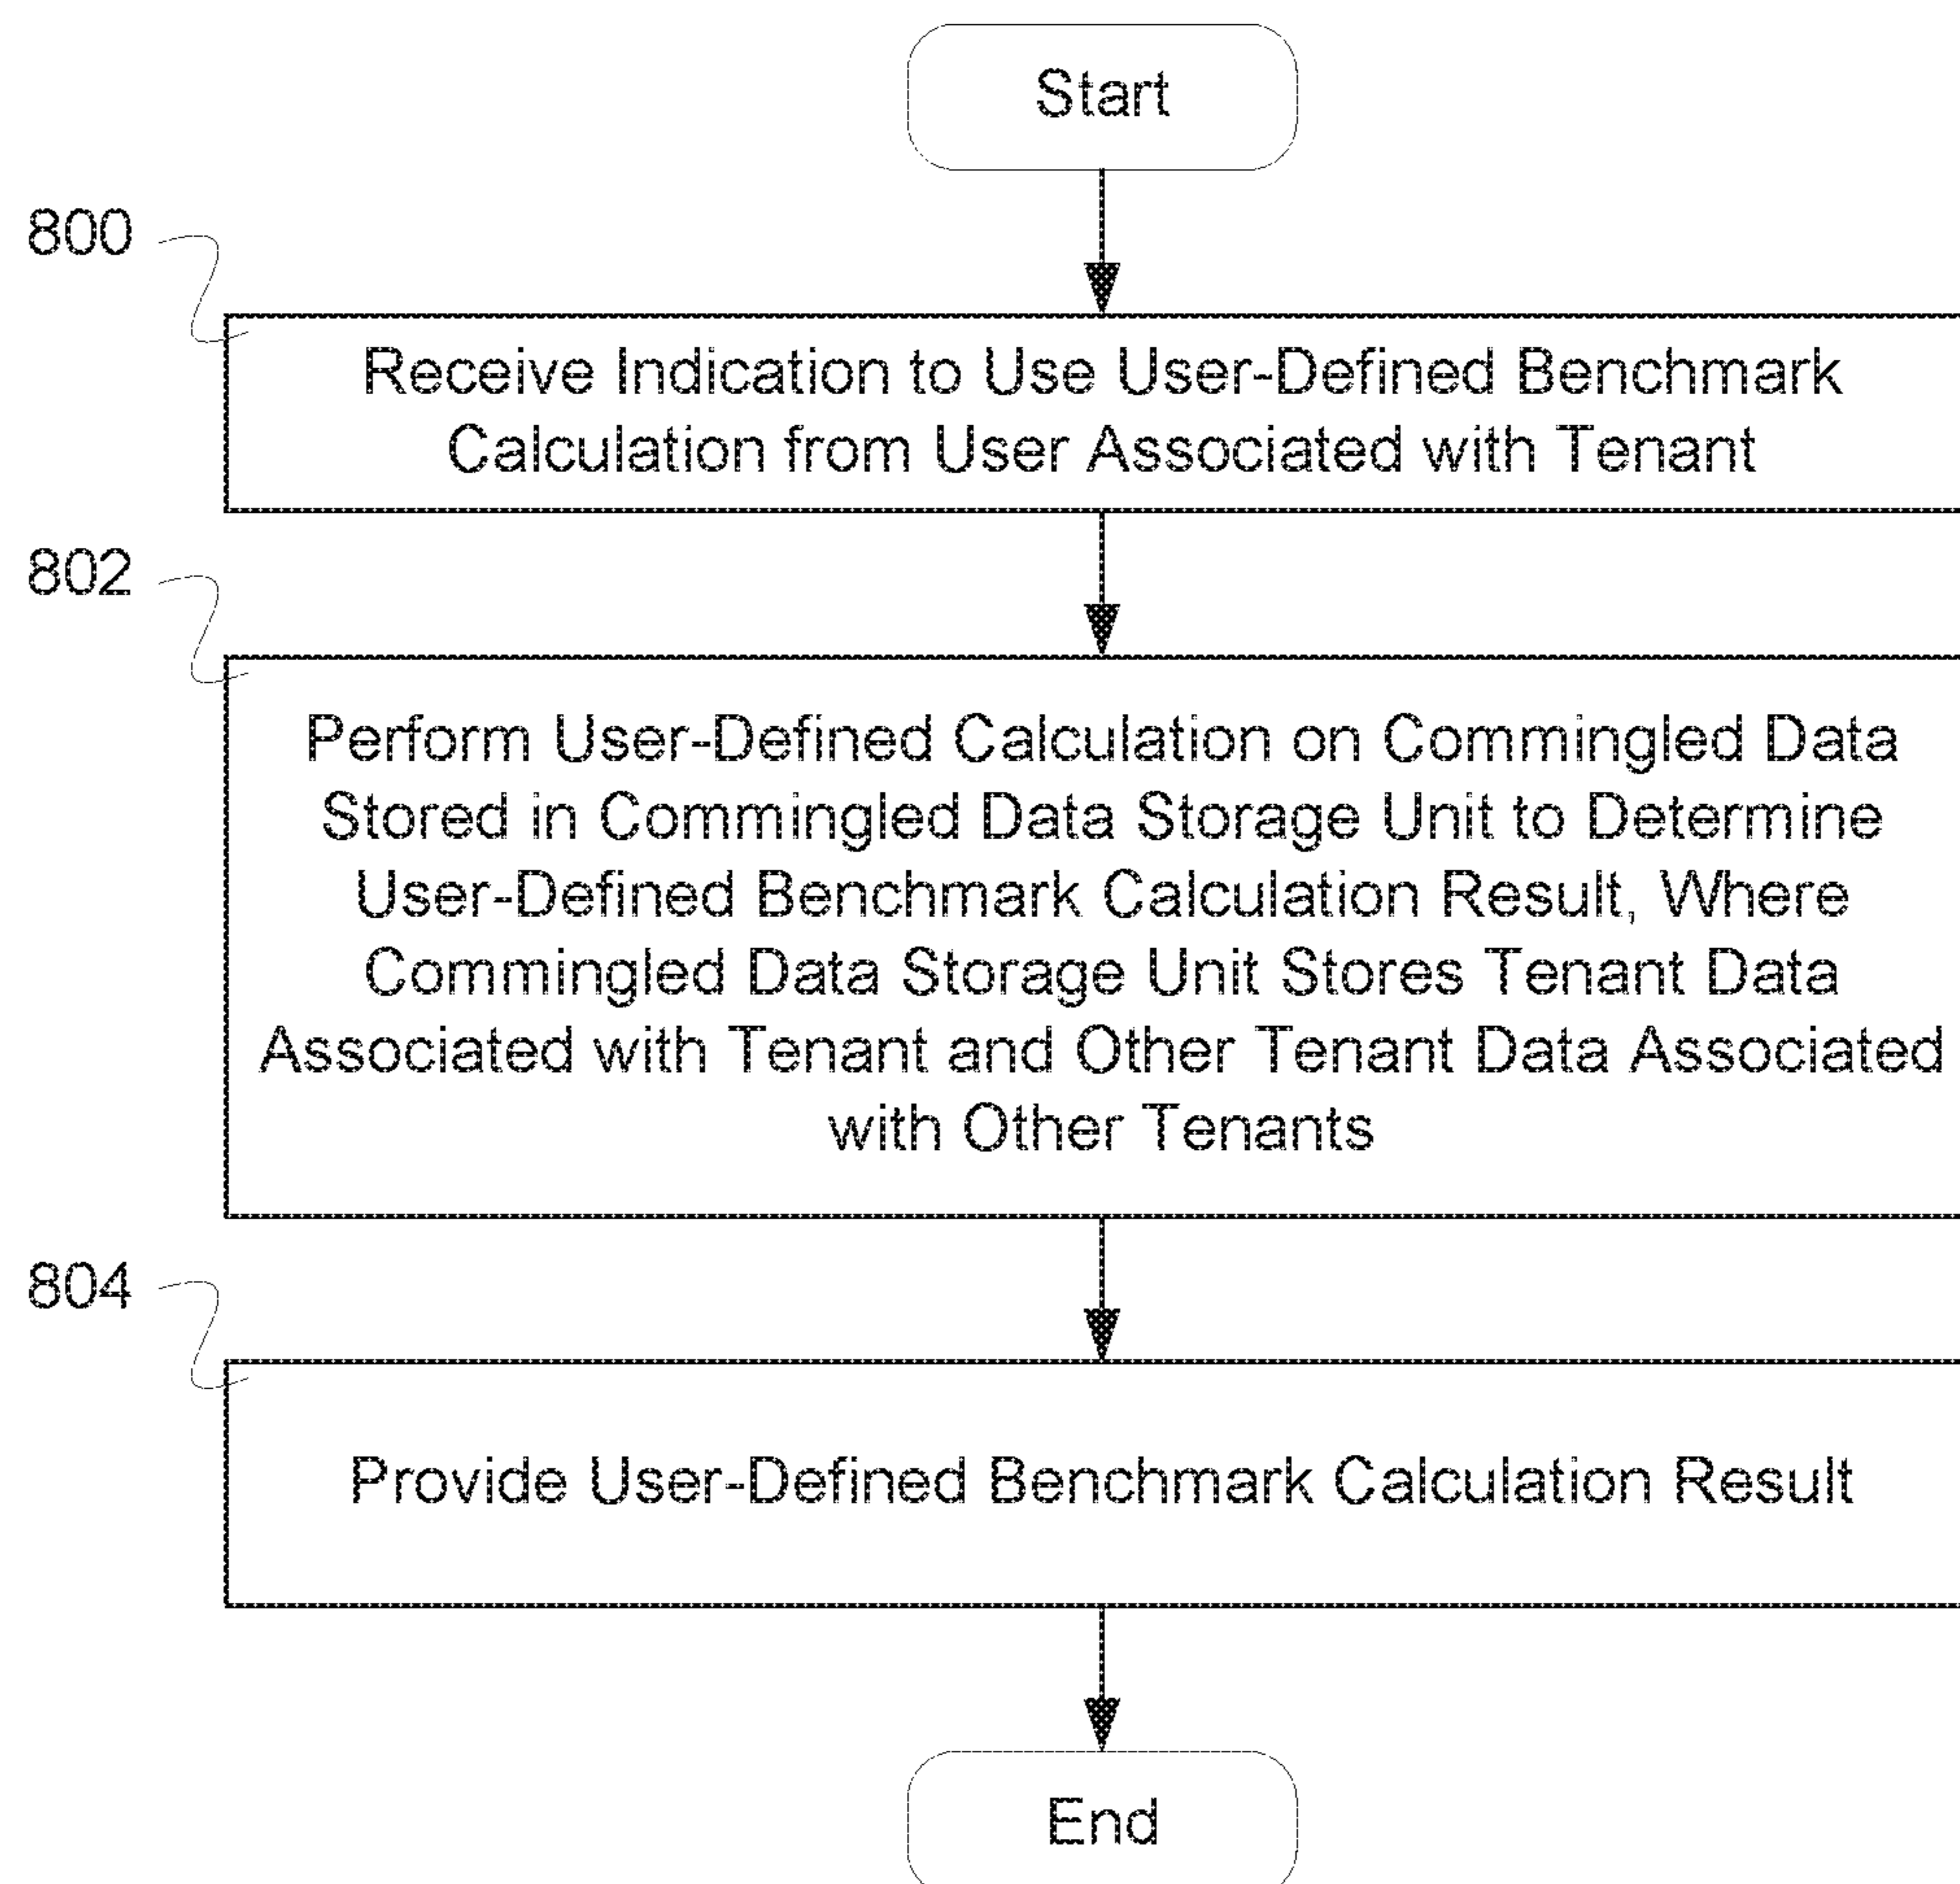 Start
800
Receive Indication to Use User-Defined Benchmark
Calculation from User Associated with Tenant
802
Perform User-Defined Calculation on Commingled Data
Stored in Commingled Data Storage Unit to Determine
User-Defined Benchmark Calculation Result, Where
Commingled Data Storage Unit Stores Tenant Data
Associated with Tenant and Other Tenant Data Associated
with Other Tenants
804
Provide User-Defined Benchmark Calculation Result
End